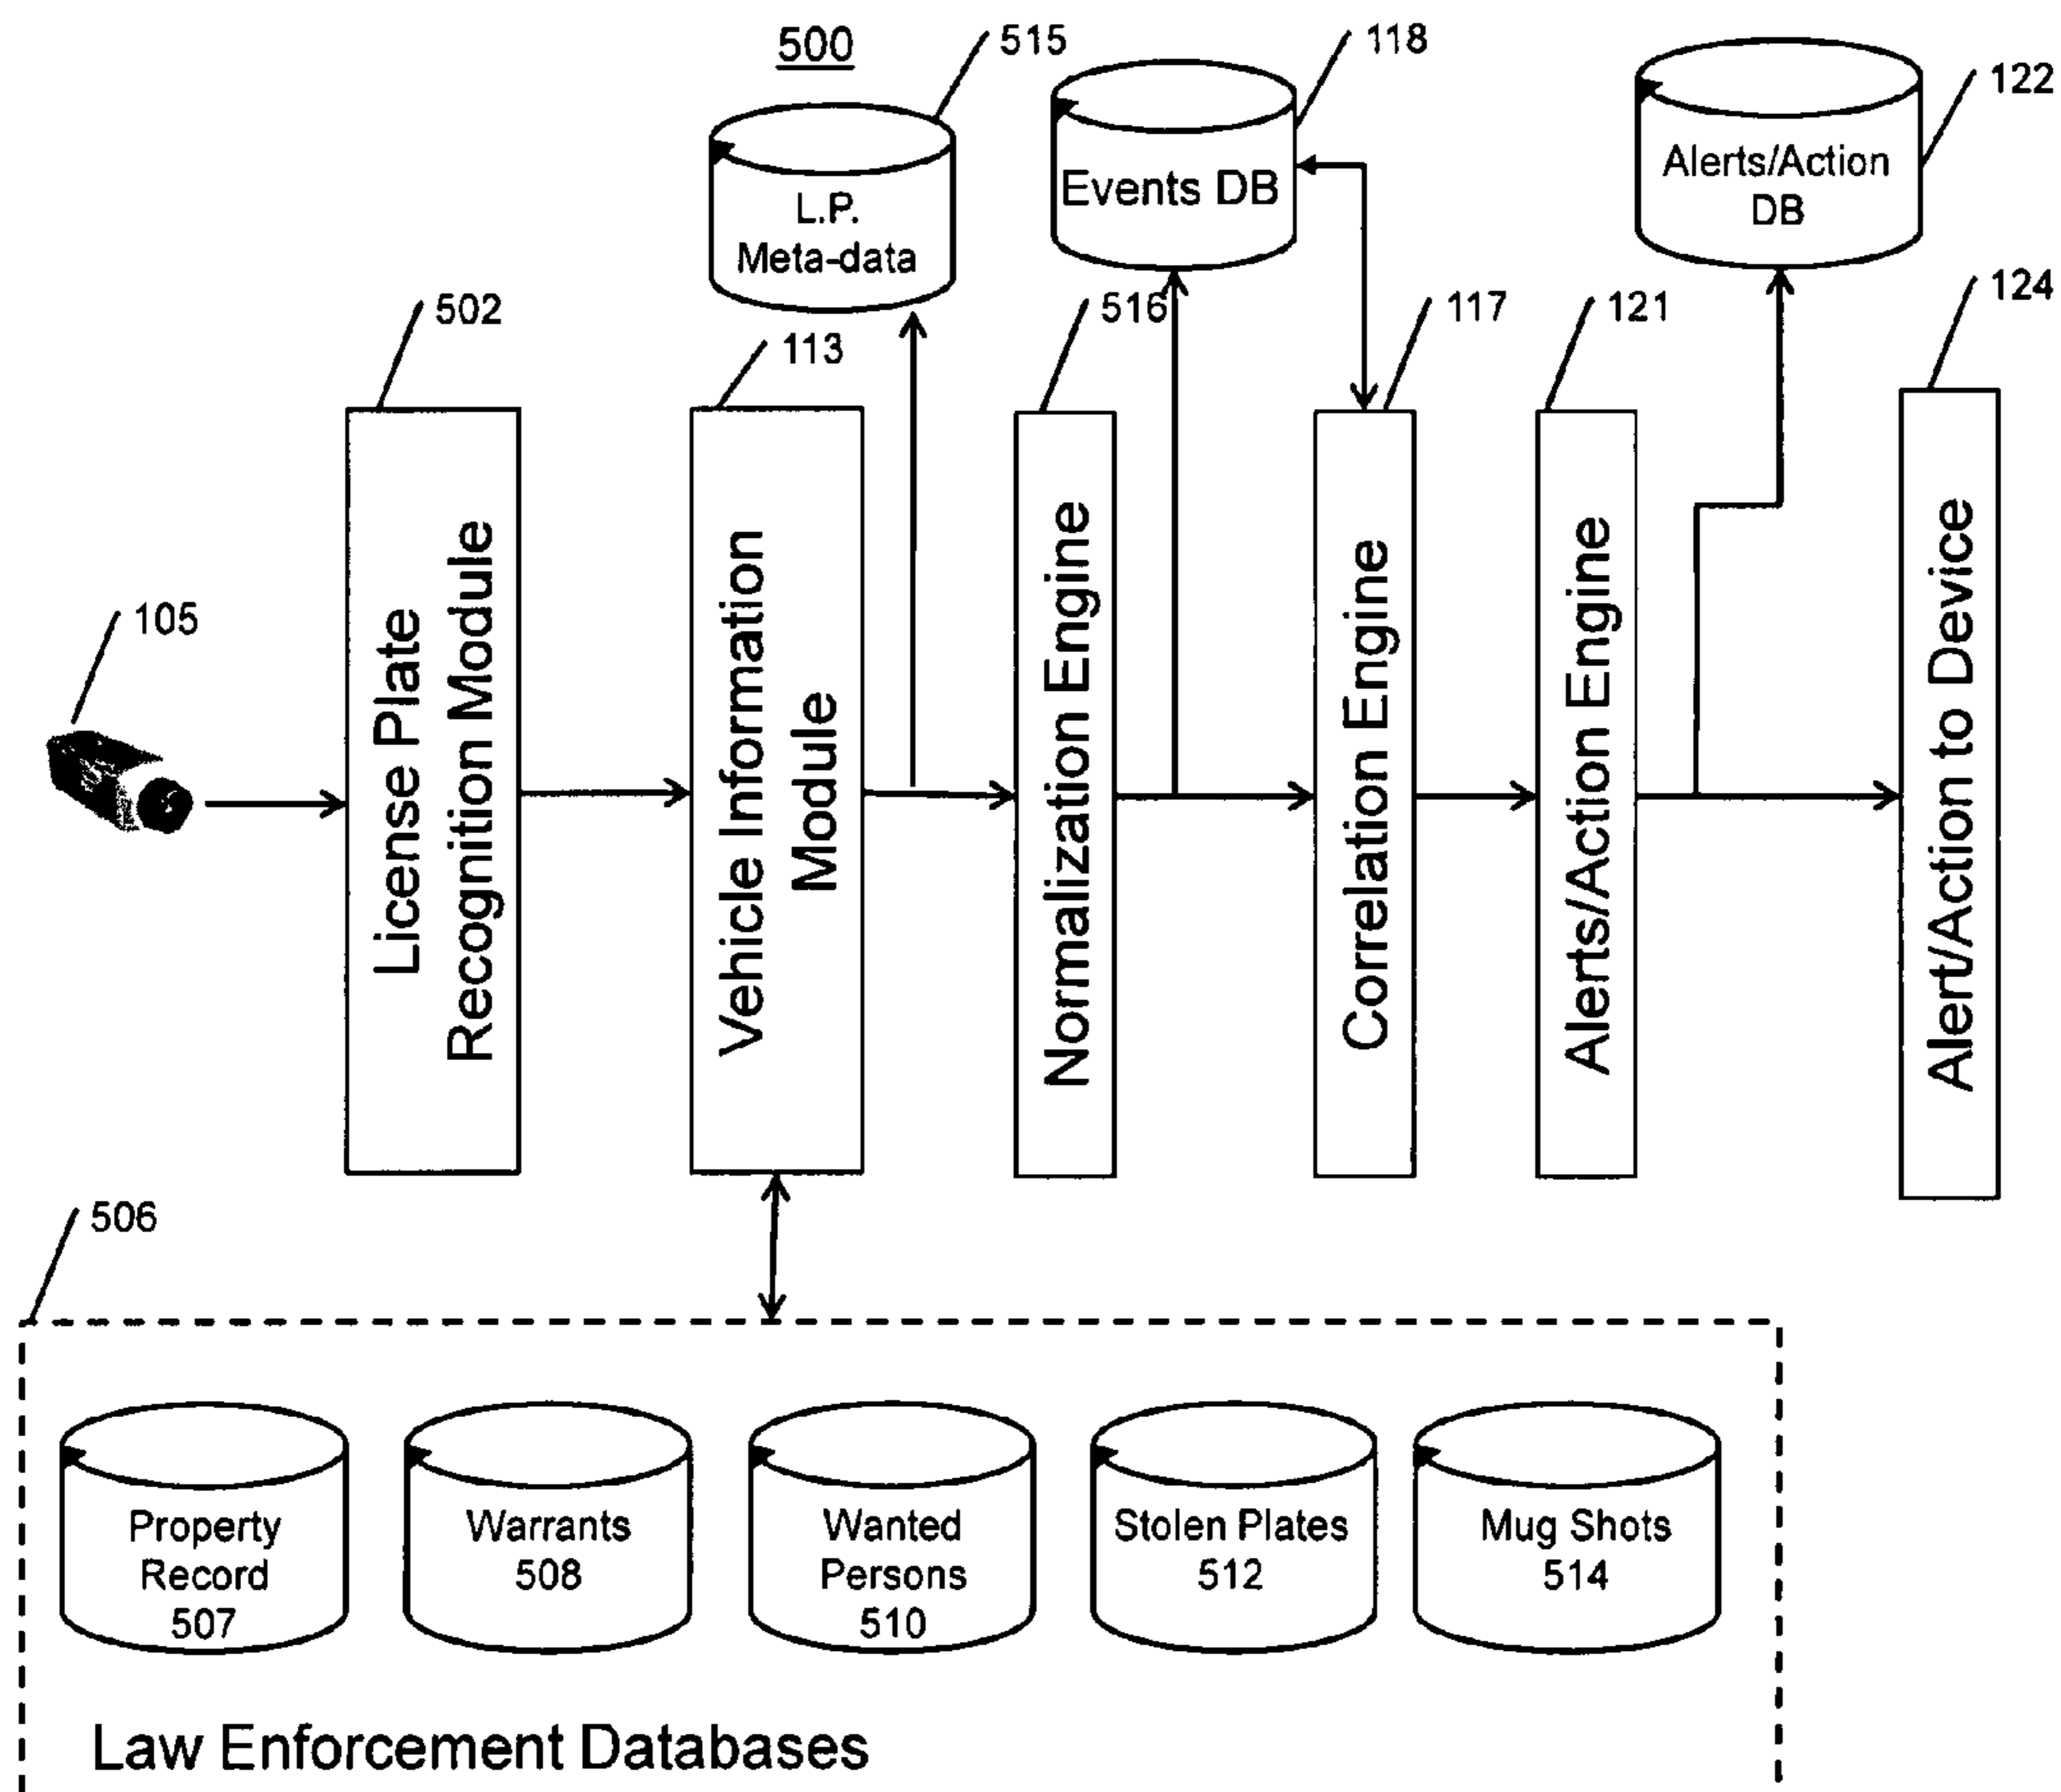 500
515
118
122
L.P.
Meta-data
Events DB
Alerts/Action
DB
502
113
516
117
121
124
105
License Plate
Recognition Module
Vehicle Information
Module
Normalization Engine
Correlation Engine
Alerts/Action Engine
Alert/Action to Device
506
Property
Record
507
Warrants
508
Wanted
Persons
510
Stolen Plates
512
Mug Shots
514
Law Enforcement Databases